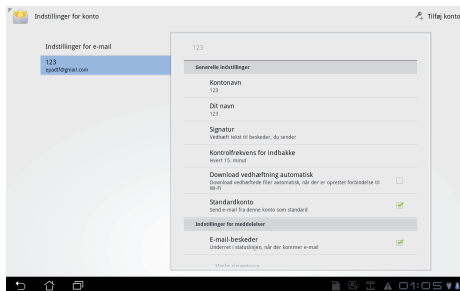 Indstillinger for konto
Tilføj konto
Indstillinger for e-mail
123
epadtf@gmail.com
123
Generelle indstillinger
Kontonavn
123
Dit navn
123
Signatur
Vedhæft tekst til beskeder, du sender
Kontrolfrekvens for indbakke
Hvert 15. minut
Download vedhæftning automatisk
Download vedhæftede filer automatisk, når der er oprettet forbindelse til
Wi-Fi
Standardkonto
Send e-mail fra denne konto som standard
Indstillinger for meddelelser
E-mail-beskeder
Underret i statuslinjen, når der kommer e-mail
01:05